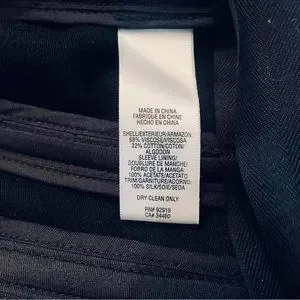 MADE IN CHINA
FABRIQUÉ EN CHINE
HECHO EN CHINA
SHELL/EXTERIEUR/ARMAZON:
68% VISCOSE/VISCOSA
32% COTTON/COTON/
ALGODON
SLEEVE LINING/
DOUBLURE DE MANCHE/
FORRO DE LA MANGA
100% ACETATE/ACETATO
TRIM/GARNITURE/ADORNO:
100% SILK/SOIE/SEDA
DRY CLEAN ONLY
RN# 92918
CA# 34460